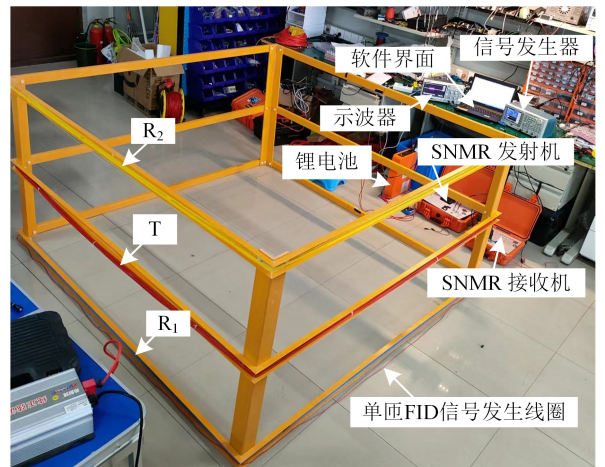 信号发生器
软件界面
示波器
SNMR 发射机
R₂
锂电池
T
SNMR 接收机
R₁
单匝FID信号发生线圈